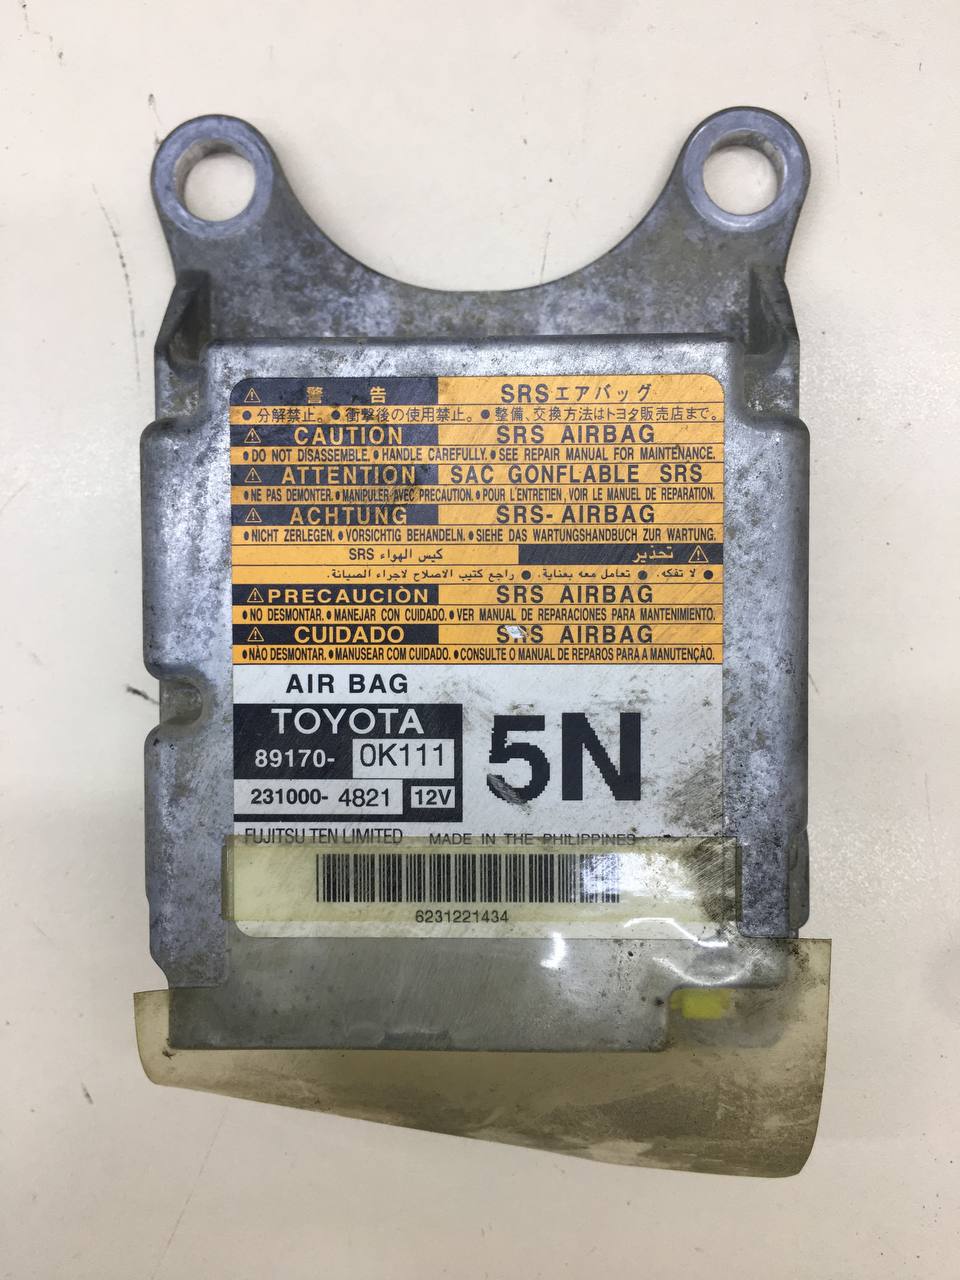 ⚠ 警 告 SRSエアバッグ
● 分解禁止。● 衝撃後の使用禁止。● 整備、交換方法はトヨタ販売店まで。
⚠ CAUTION SRS AIRBAG
●DO NOT DISASSEMBLE.●HANDLE CAREFULLY.●SEE REPAIR MANUAL FOR MAINTENANCE.
⚠ ATTENTION SAC GONFLABLE SRS
●NE PAS DEMONTER.●MANIPULER AVEC PRECAUTION.●POUR L'ENTRETIEN, VOIR LE MANUEL DE REPARATION.
⚠ ACHTUNG SRS-AIRBAG
●NICHT ZERLEGEN.●VORSICHTIG BEHANDELN.●SIEHE DAS WARTUNGSHANDBUCH ZUR WARTUNG.
⚠ تحذير كيس الهواء SRS
● لا تفكه. ● تعامل معه بعناية. ● راجع كتيب الاصلاح لاجراء الصيانة.
⚠PRECAUCIÒN SRS AIRBAG
●NO DESMONTAR.●MANEJAR CON CUIDADO.●VER MANUAL DE REPARACIONES PARA MANTENIMIENTO.
⚠ CUIDADO SRS AIRBAG
●NÃO DESMONTAR.●MANUSEAR COM CUIDADO.●CONSULTE O MANUAL DE REPAROS PARA A MANUTENÇÃO.
AIR BAG
TOYOTA
89170- 0K111
5N
231000- 4821 12V
FUJITSU TEN LIMITED MADE IN THE PHILIPPINES
6231221434